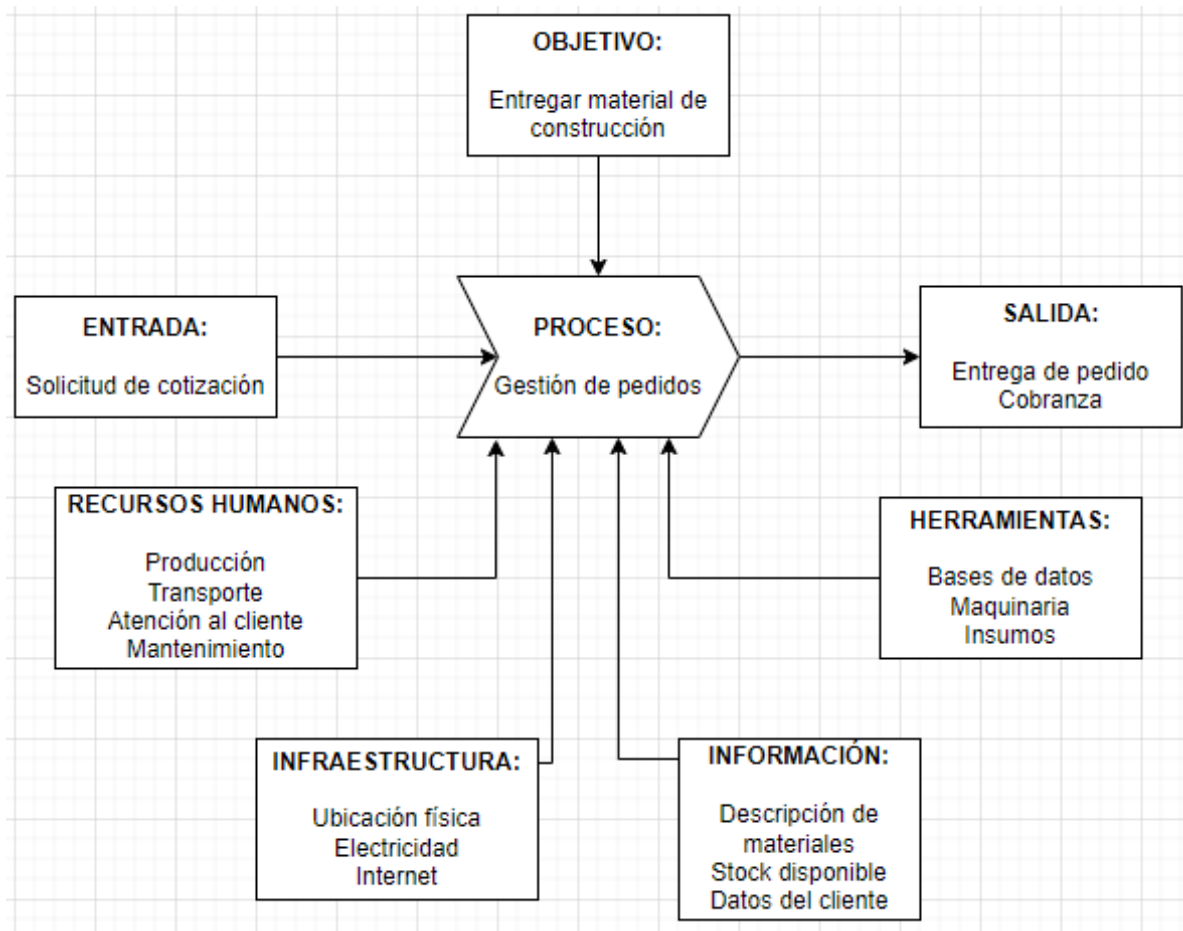 OBJETIVO:
Entregar material de
construcción
ENTRADA:
Solicitud de cotización
PROCESO:
Gestión de pedidos
SALIDA:
Entrega de pedido
Cobranza
RECURSOS HUMANOS:
Producción
Transporte
Atención al cliente
Mantenimiento
HERRAMIENTAS:
Bases de datos
Maquinaria
Insumos
INFRAESTRUCTURA:
Ubicación física
Electricidad
Internet
INFORMACIÓN:
Descripción de
materiales
Stock disponible
Datos del cliente